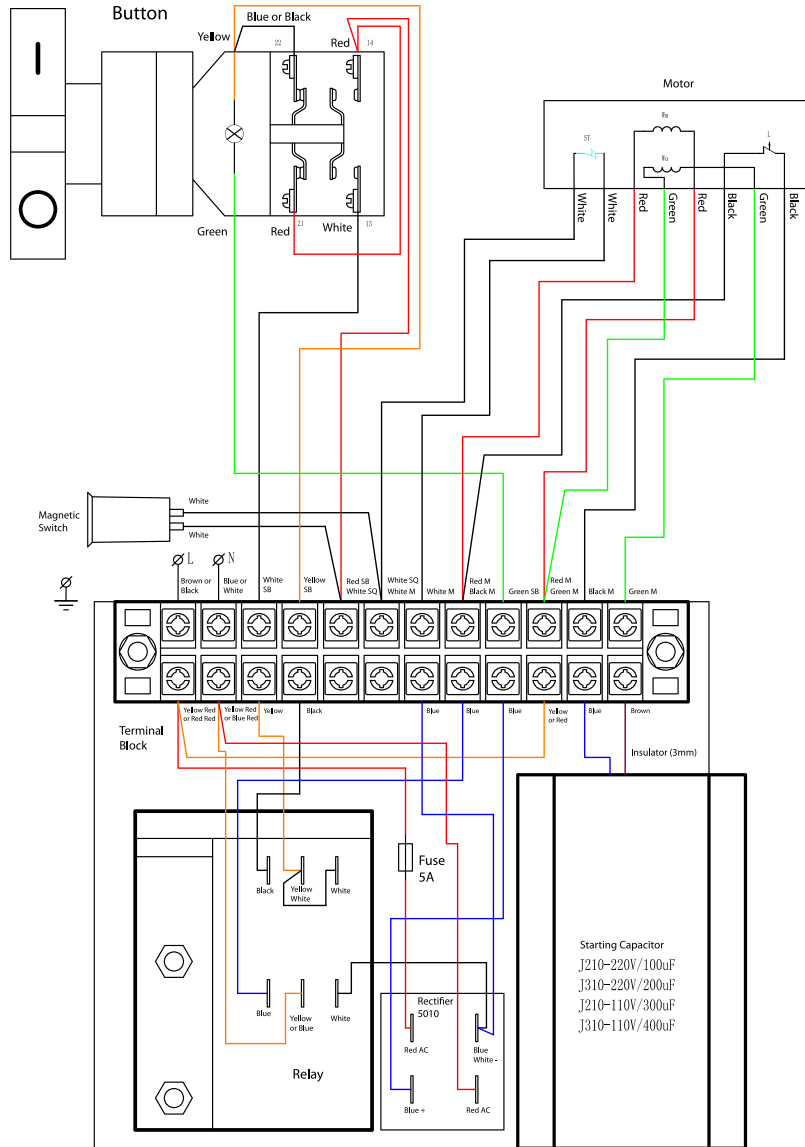 Button
Blue or Black
Yellow
22
Red
14
Green
Red
21
White
13
Motor
ST
L
White
White
Red
Green
Red
Black
Green
Black
Magnetic
Switch
White
White
L
N
Brown or
Black
Blue or
White
White
SB
Yellow
SB
Red SB
White SQ
White SQ
White M
White M
Red M
Black M
Green SB
Red M
Green M
Black M
Green M
Terminal
Block
Yellow Red
or Red Red
Yellow Red
or Blue Red
Yellow
Black
Blue
Blue
Blue
Yellow
or Red
Blue
Brown
Insulator (3mm)
Fuse
5A
Black
Yellow
White
White
Blue
Yellow
or Blue
White
Relay
Rectifier
5010
Red AC
Blue
White -
Blue +
Red AC
Starting Capacitor
J210-220V/100uF
J310-220V/200uF
J210-110V/300uF
J310-110V/400uF